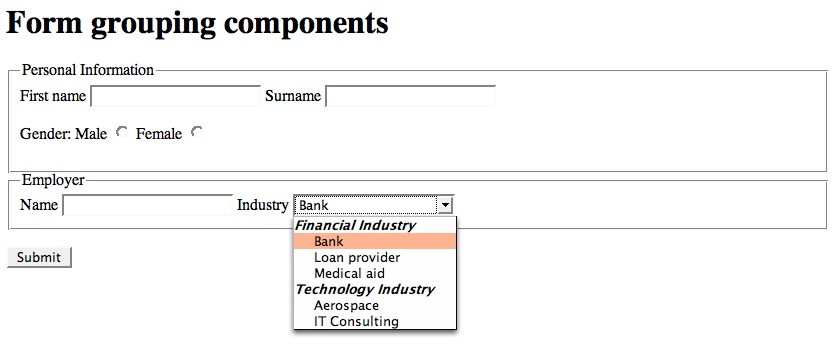 Form grouping components
Personal Information
First name Surname
Gender: Male Female
Employer
Name Industry Bank
Financial Industry
Bank
Loan provider
Medical aid
Technology Industry
Aerospace
IT Consulting
Submit